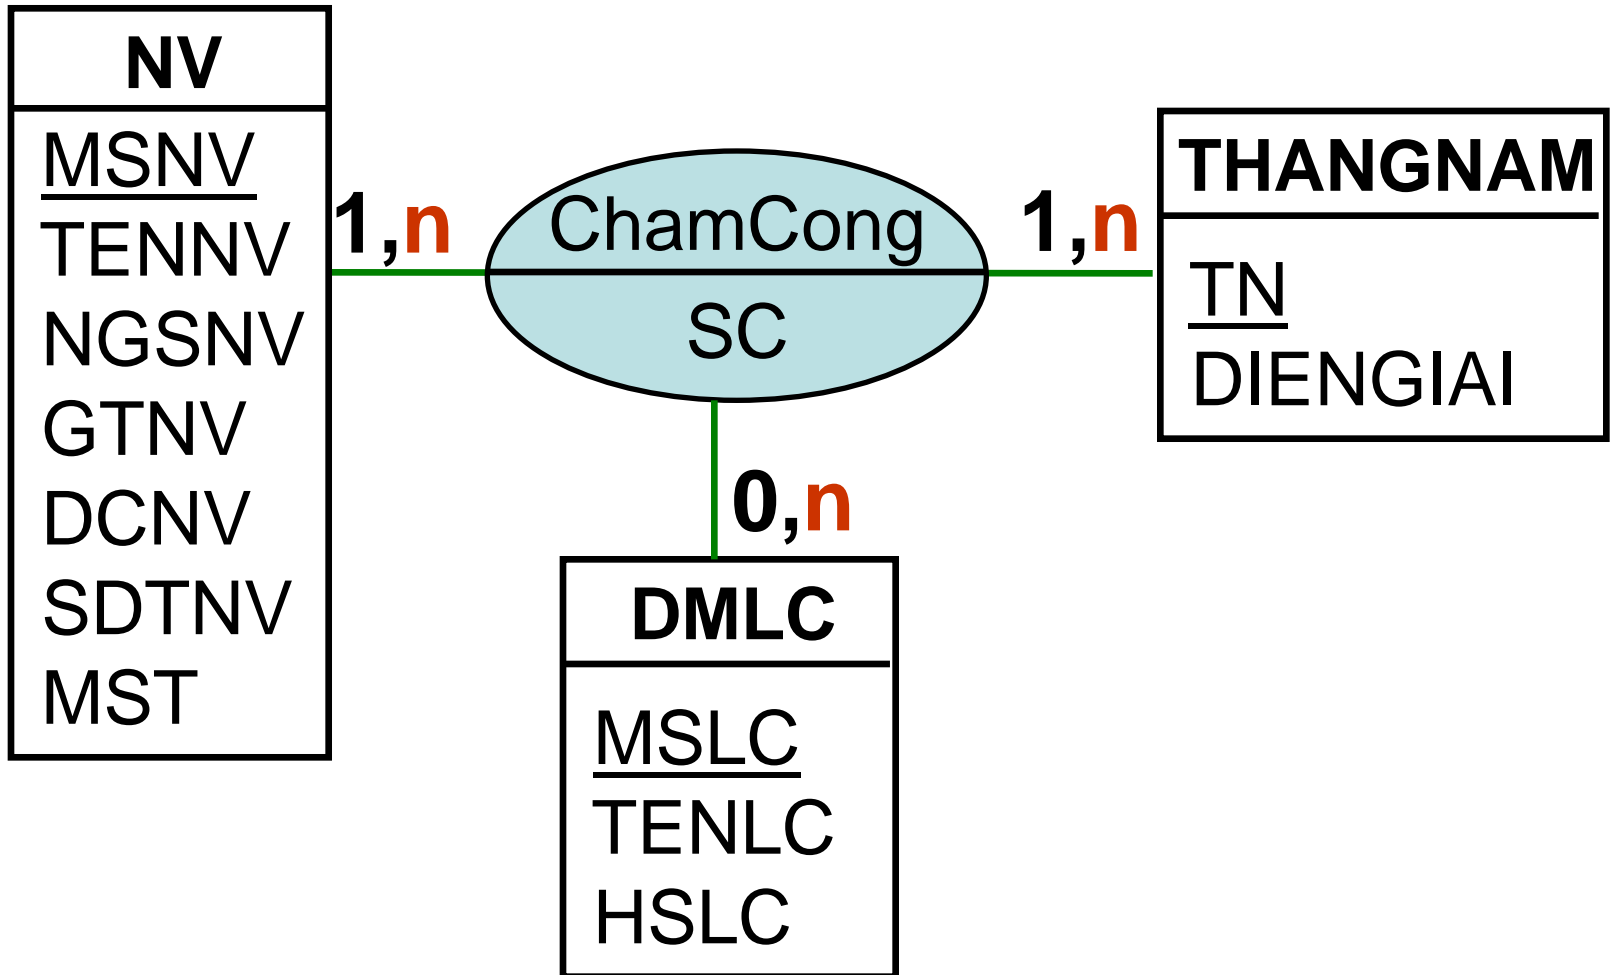 NV
MSNV
TENNV
NGSNV
GTNV
DCNV
SDTNV
MST
1,n
ChamCong
SC
1,n
THANGNAM
TN
DIENGIAI
0,n
DMLC
MSLC
TENLC
HSLC